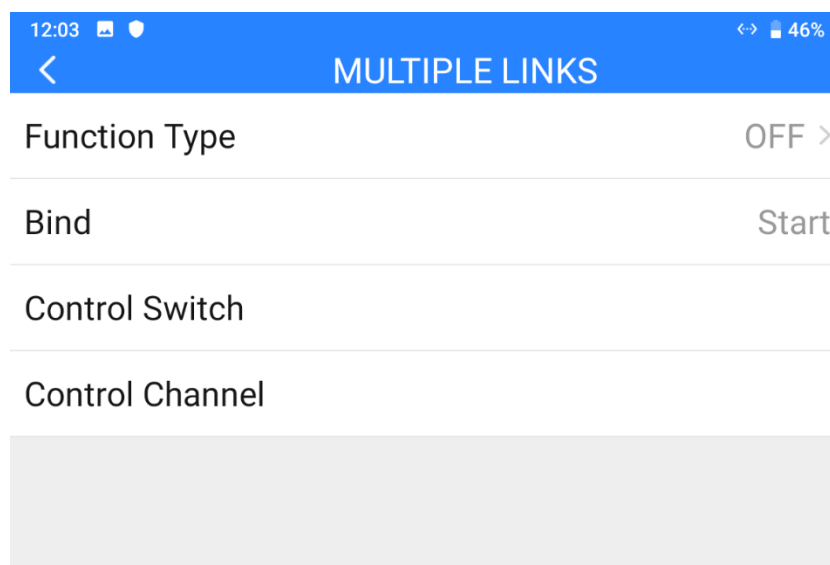 12:03 46%
MULTIPLE LINKS
Function Type OFF
Bind Start
Control Switch
Control Channel